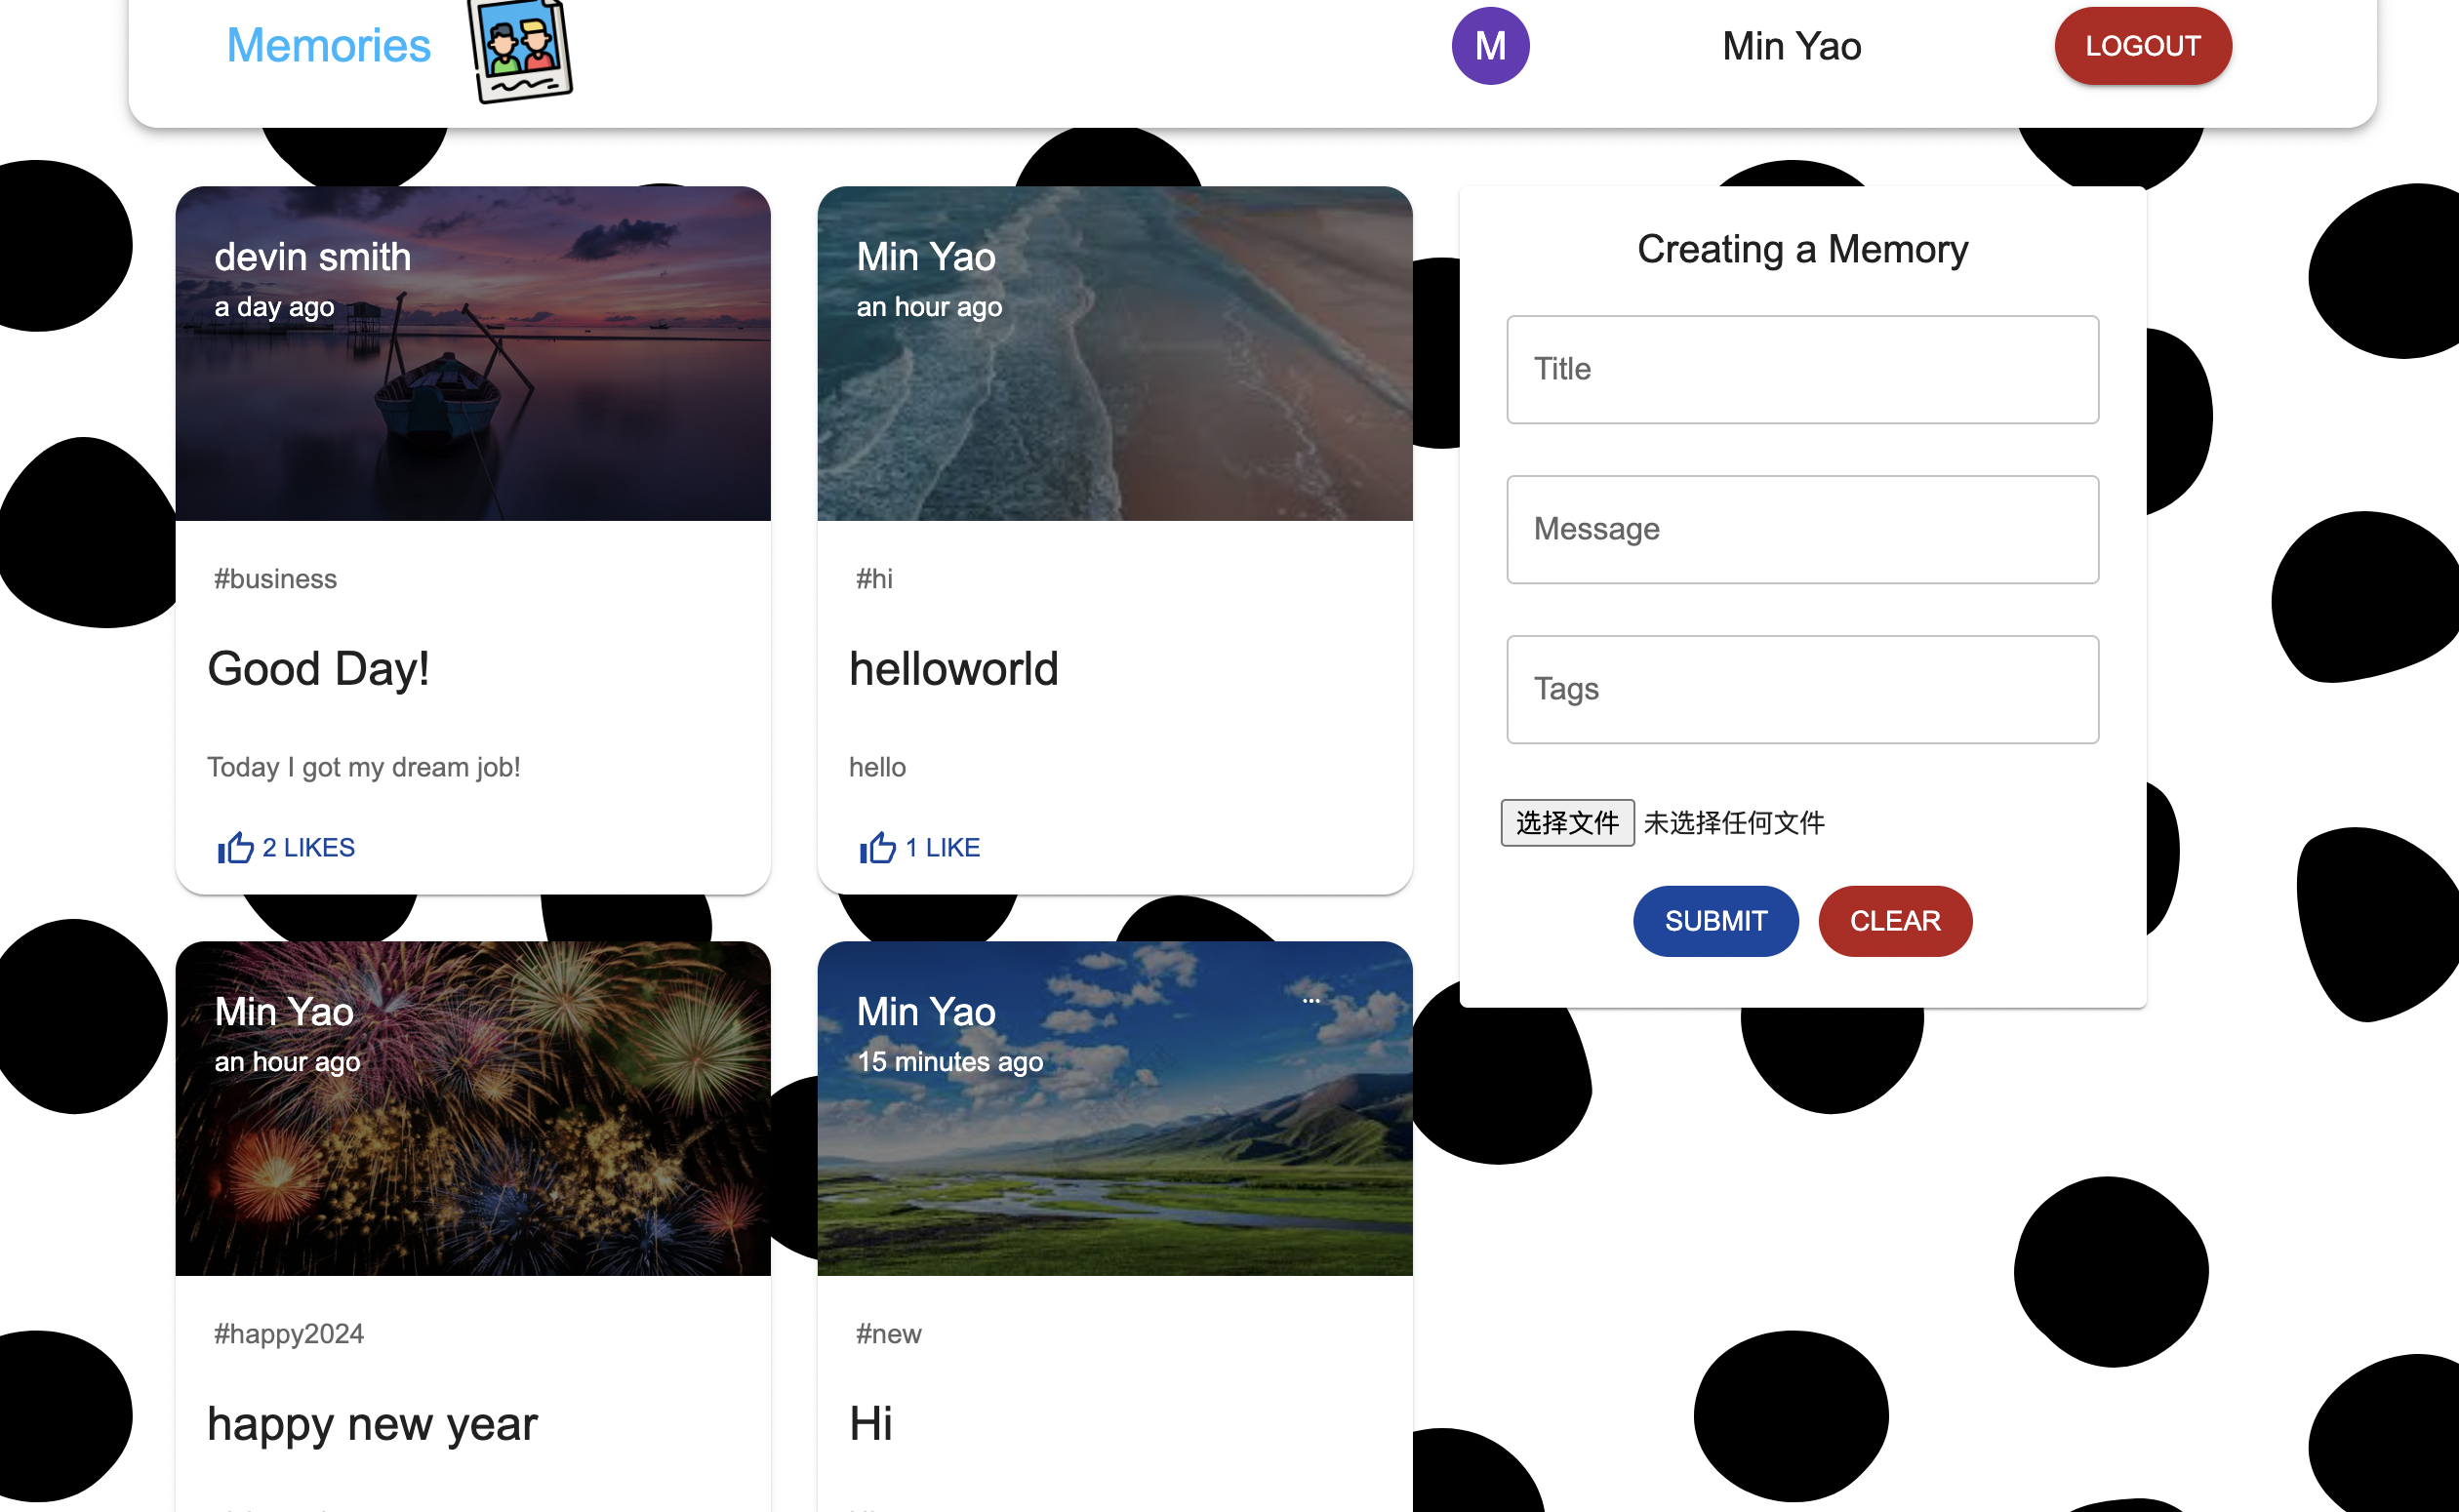 Memories
M
Min Yao
LOGOUT
devin smith
a day ago
#business
Good Day!
Today I got my dream job!
2 LIKES
Min Yao
an hour ago
#hi
helloworld
hello
1 LIKE
Creating a Memory
Title
Message
Tags
选择文件 未选择任何文件
SUBMIT
CLEAR
Min Yao
an hour ago
#happy2024
happy new year
Min Yao
...
15 minutes ago
#new
Hi